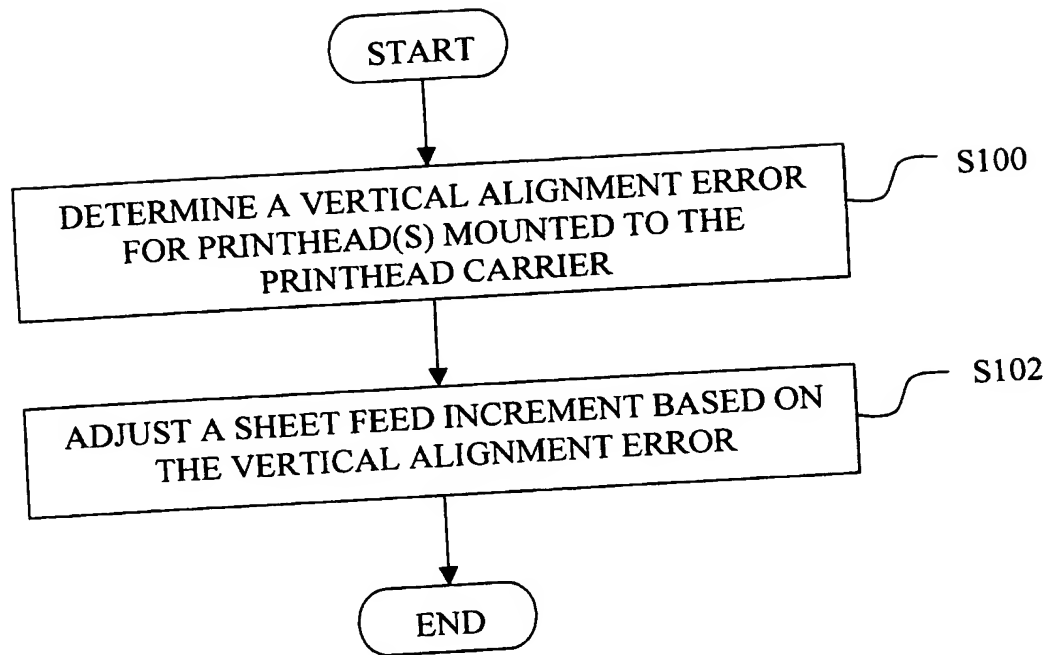 START
DETERMINE A VERTICAL ALIGNMENT ERROR
FOR PRINTHEAD(S) MOUNTED TO THE
PRINTHEAD CARRIER
S100
ADJUST A SHEET FEED INCREMENT BASED ON
THE VERTICAL ALIGNMENT ERROR
S102
END